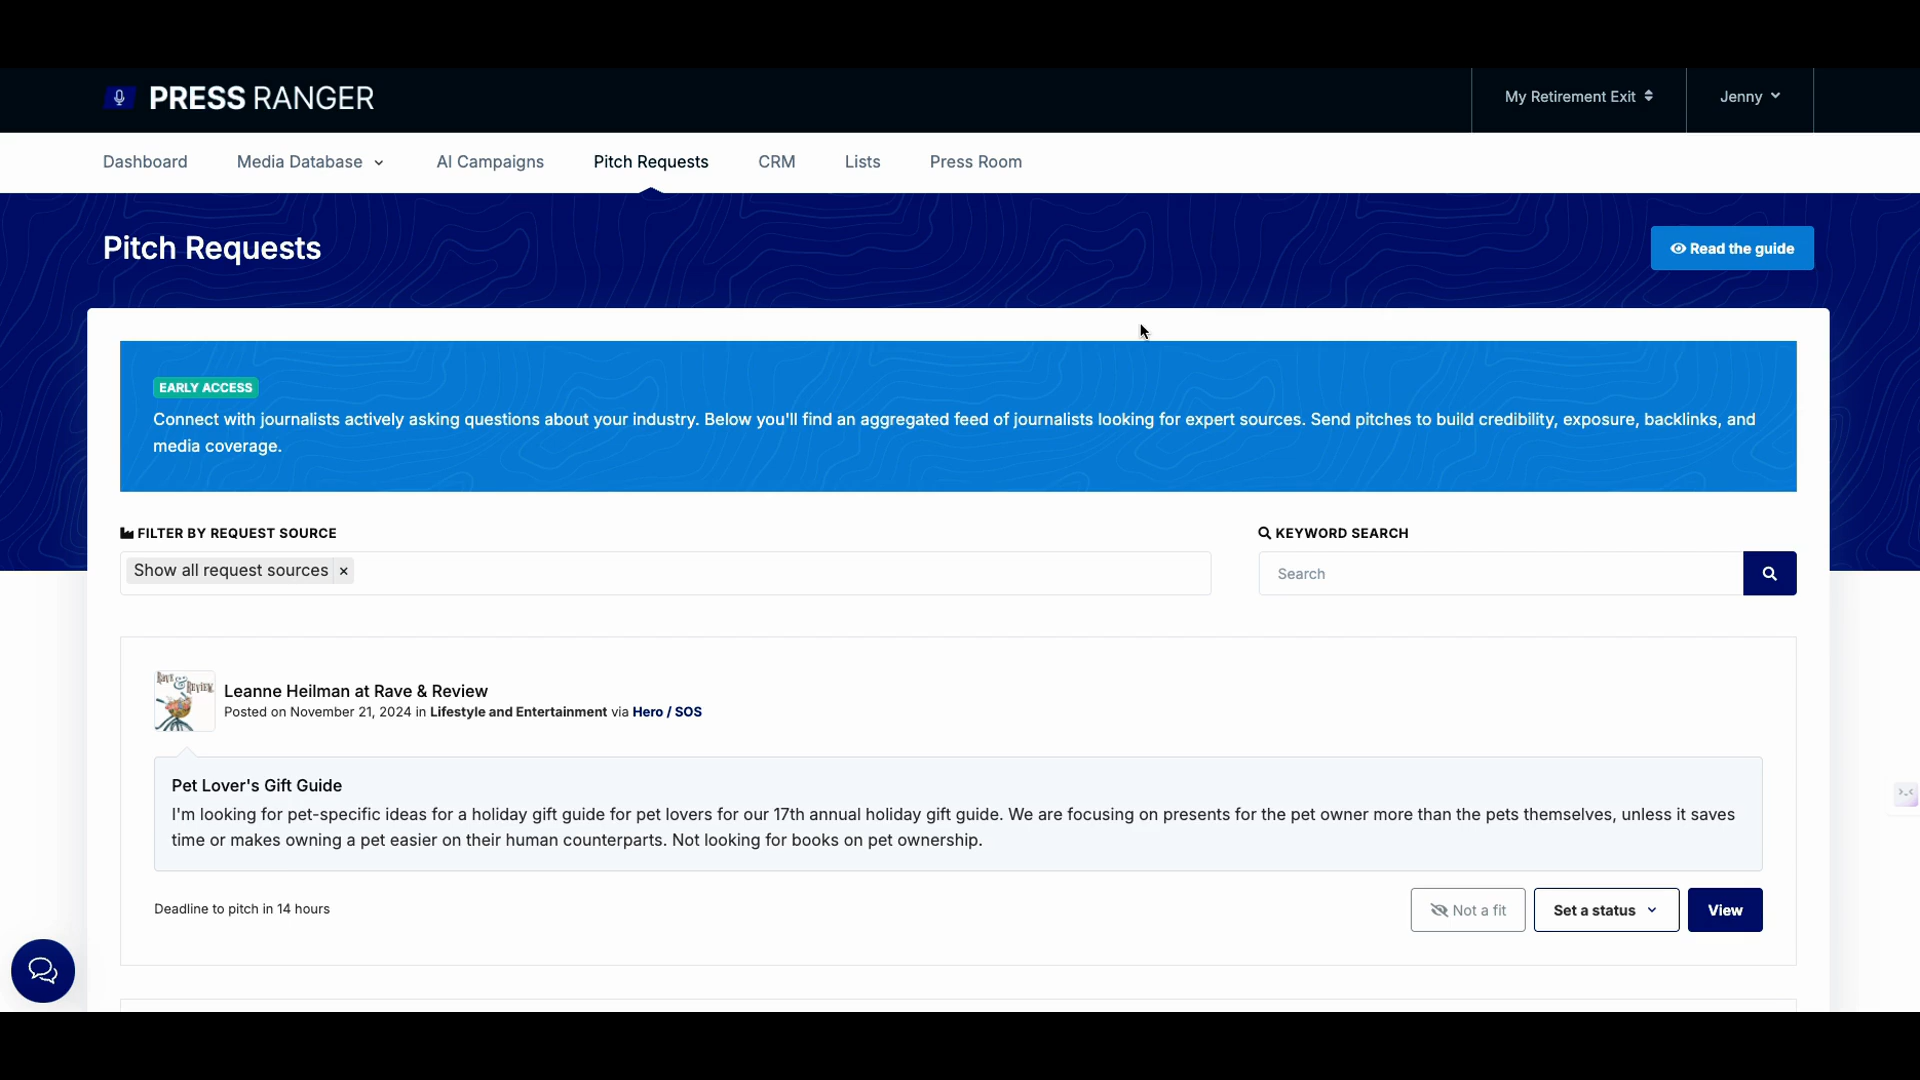 PRESS RANGER
My Retirement Exit
Jenny
Dashboard
Media Database
AI Campaigns
Pitch Requests
CRM
Lists
Press Room
Pitch Requests
Read the guide
EARLY ACCESS
Connect with journalists actively asking questions about your industry. Below you'll find an aggregated feed of journalists looking for expert sources. Send pitches to build credibility, exposure, backlinks, and
media coverage.
FILTER BY REQUEST SOURCE
KEYWORD SEARCH
Show all request sources ×
Search
RAVE & REVIEW
Leanne Heilman at Rave & Review
Posted on November 21, 2024 in Lifestyle and Entertainment via Hero / SOS
Pet Lover's Gift Guide
I'm looking for pet-specific ideas for a holiday gift guide for pet lovers for our 17th annual holiday gift guide. We are focusing on presents for the pet owner more than the pets themselves, unless it saves
time or makes owning a pet easier on their human counterparts. Not looking for books on pet ownership.
Deadline to pitch in 14 hours
Not a fit
Set a status
View